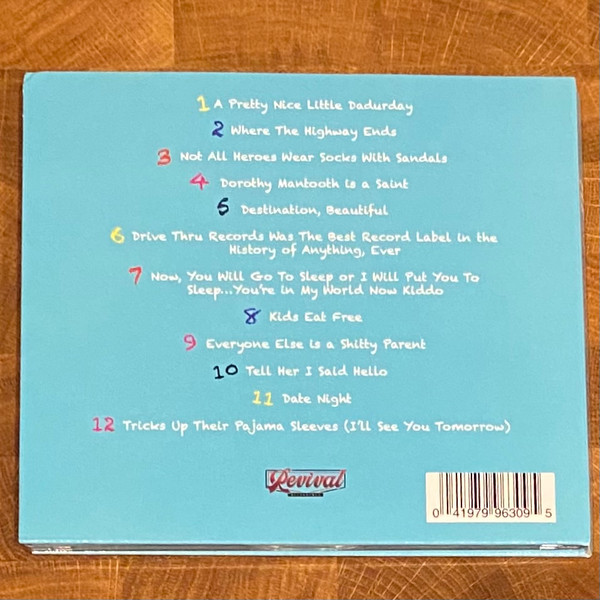 1 A Pretty Nice Little Dadurday
2 Where The Highway Ends
3 Not All Heroes Wear Socks With Sandals
4 Dorothy Mantooth is a Saint
5 Destination, Beautiful
6 Drive Thru Records Was The Best Record Label in the
History of Anything, Ever
7 Now, You Will Go To Sleep or I Will Put You To
Sleep...You're in My World Now Kiddo
8 Kids Eat Free
9 Everyone Else is a Shitty Parent
10 Tell Her I Said Hello
11 Date Night
12 Tricks Up Their Pajama Sleeves (I'll See You Tomorrow)
Revival
RECORDINGS
0 41979 96309 5